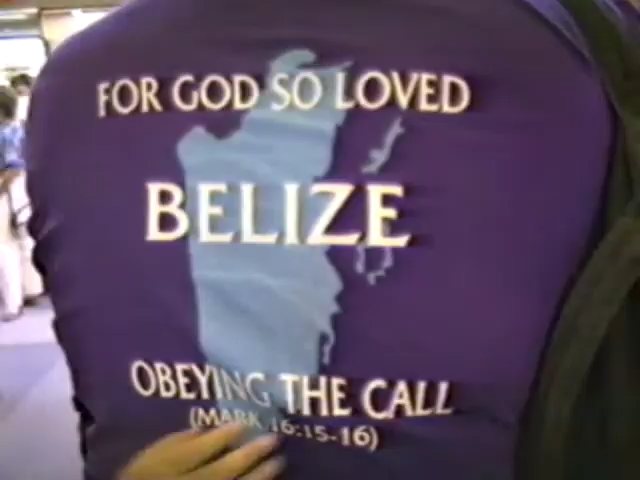 FOR GOD SO LOVED
BELIZE
OBEYING THE CALL
(MARK 16:15-16)